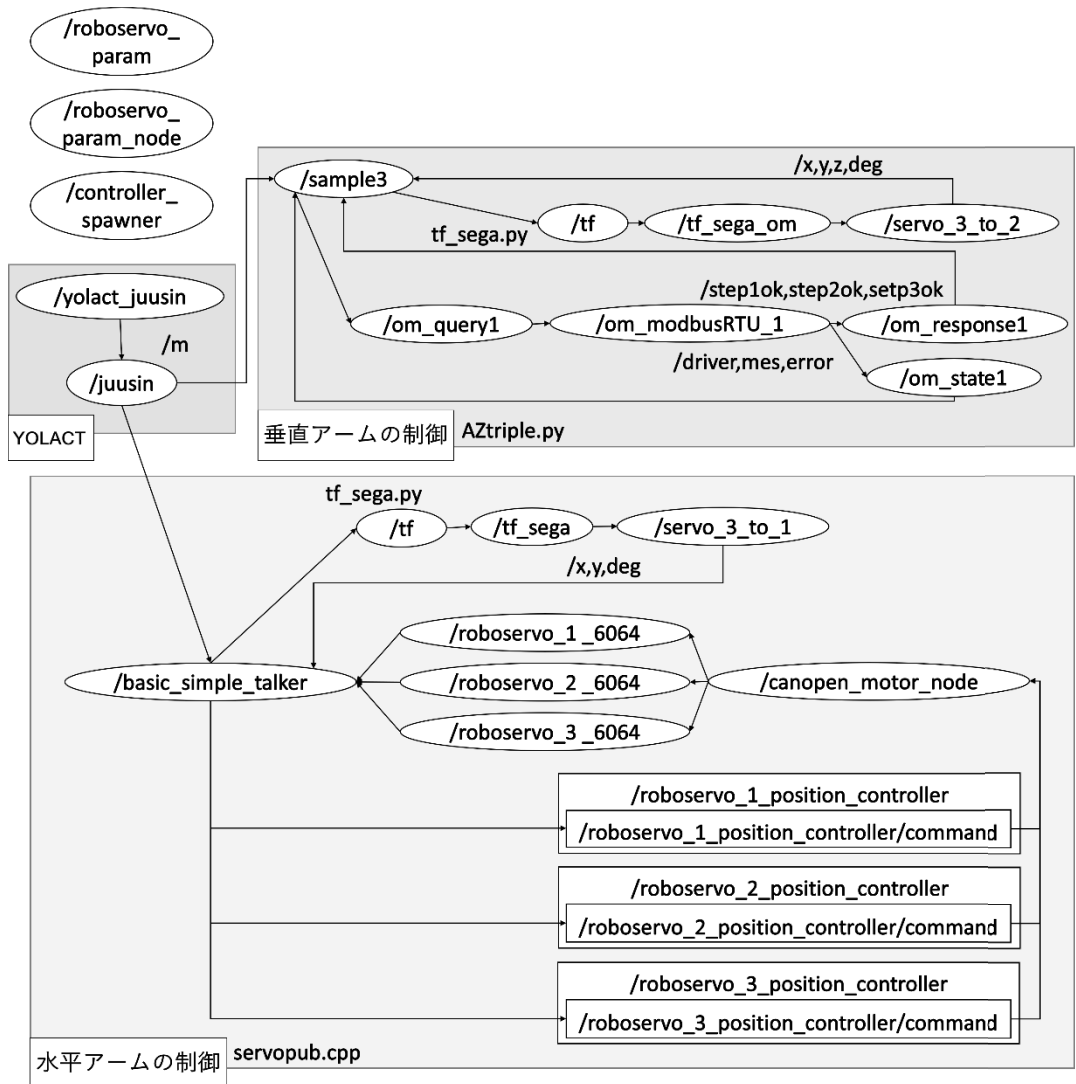 /roboservo_
param
/roboservo_
param_node
/controller_
spawner
/yolact_juusin
/m
/juusin
YOLACT
/sample3
/x,y,z,deg
tf_sega.py
/tf
/tf_sega_om
/servo_3_to_2
/step1ok,step2ok,setp3ok
/om_query1
/om_modbusRTU_1
/om_response1
/driver,mes,error
/om_state1
垂直アームの制御
AZtriple.py
tf_sega.py
/tf
/tf_sega
/servo_3_to_1
/x,y,deg
/basic_simple_talker
/roboservo_1 _6064
/roboservo_2 _6064
/roboservo_3 _6064
/canopen_motor_node
/roboservo_1_position_controller
/roboservo_1_position_controller/command
/roboservo_2_position_controller
/roboservo_2_position_controller/command
/roboservo_3_position_controller
/roboservo_3_position_controller/command
水平アームの制御
servopub.cpp